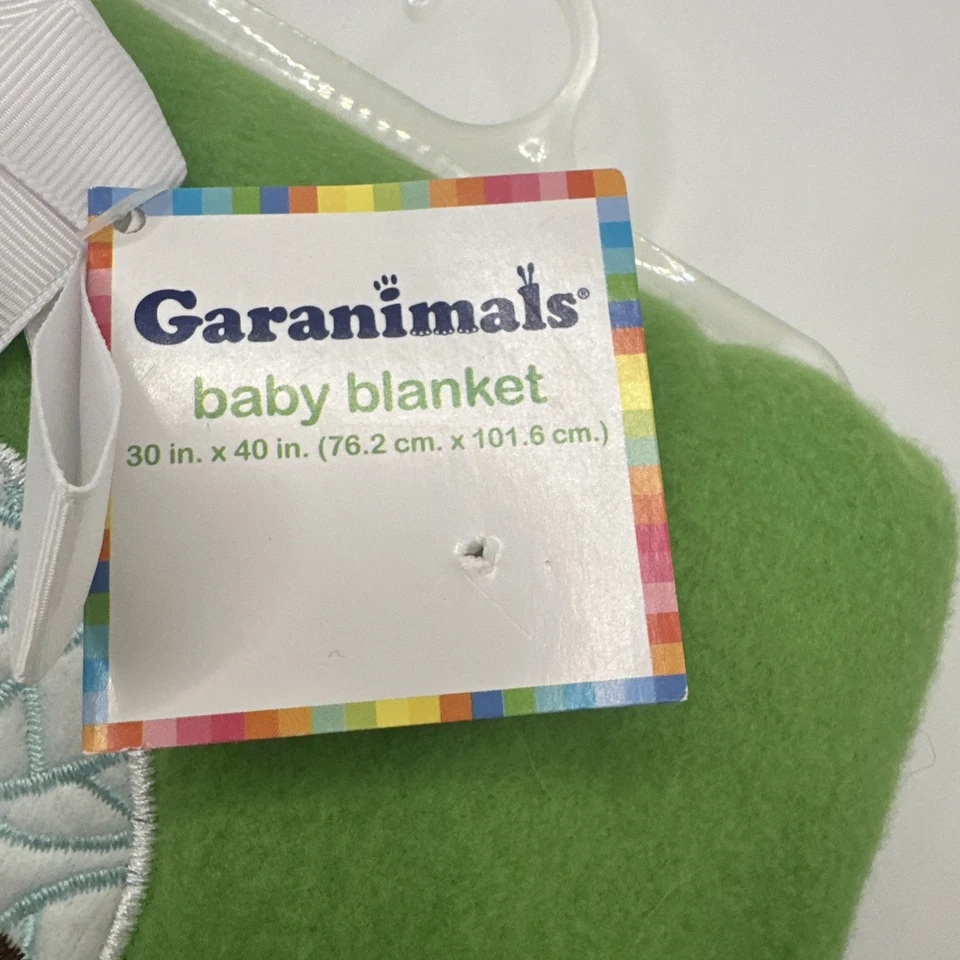 Garanimals®
baby blanket
30 in. x 40 in. (76.2 cm. x 101.6 cm.)